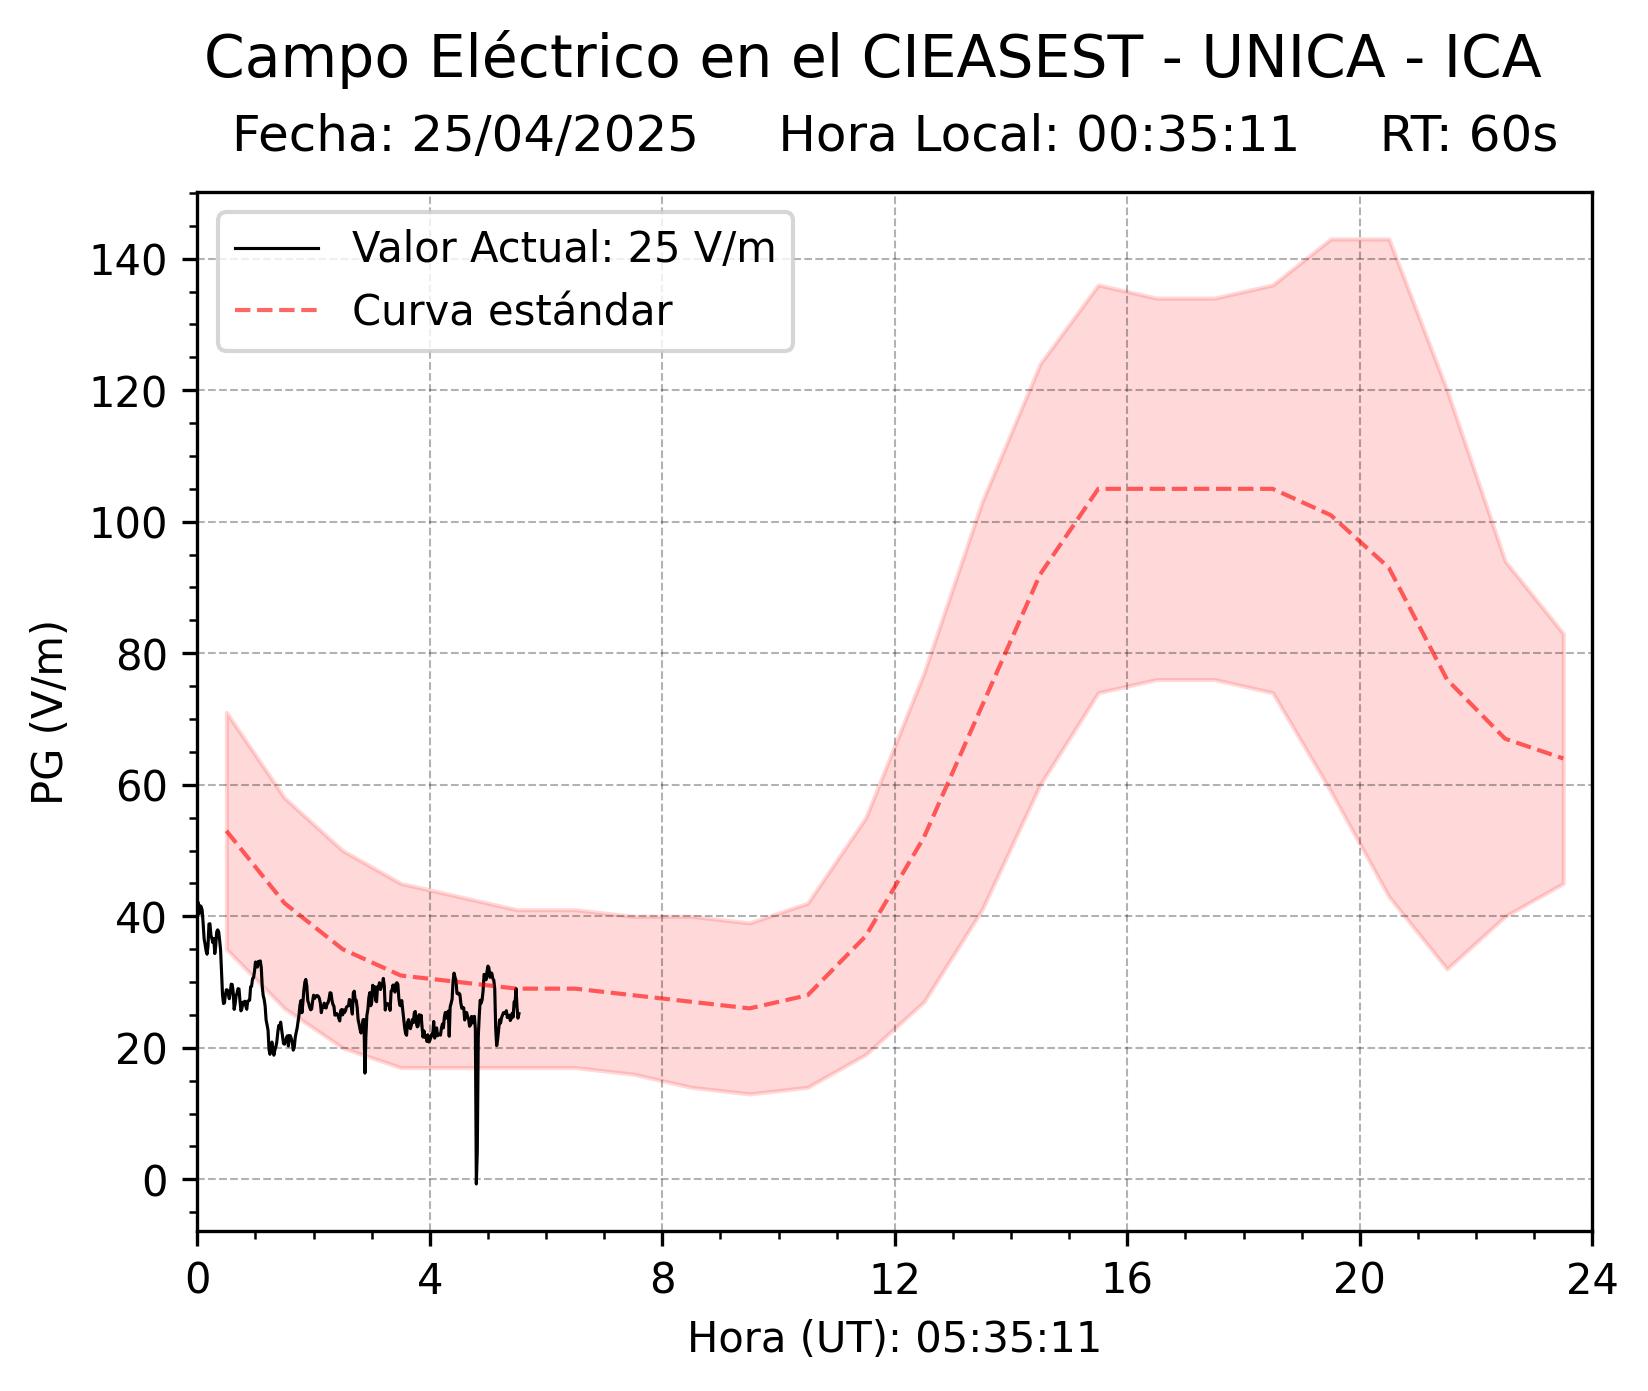 Campo Eléctrico en el CIEASEST - UNICA - ICA
Fecha: 25/04/2025 Hora Local: 00:35:11 RT: 60s
Valor Actual: 25 V/m
Curva estándar
140
120
100
80
60
40
20
0
PG (V/m)
0 4 8 12 16 20 24
Hora (UT): 05:35:11